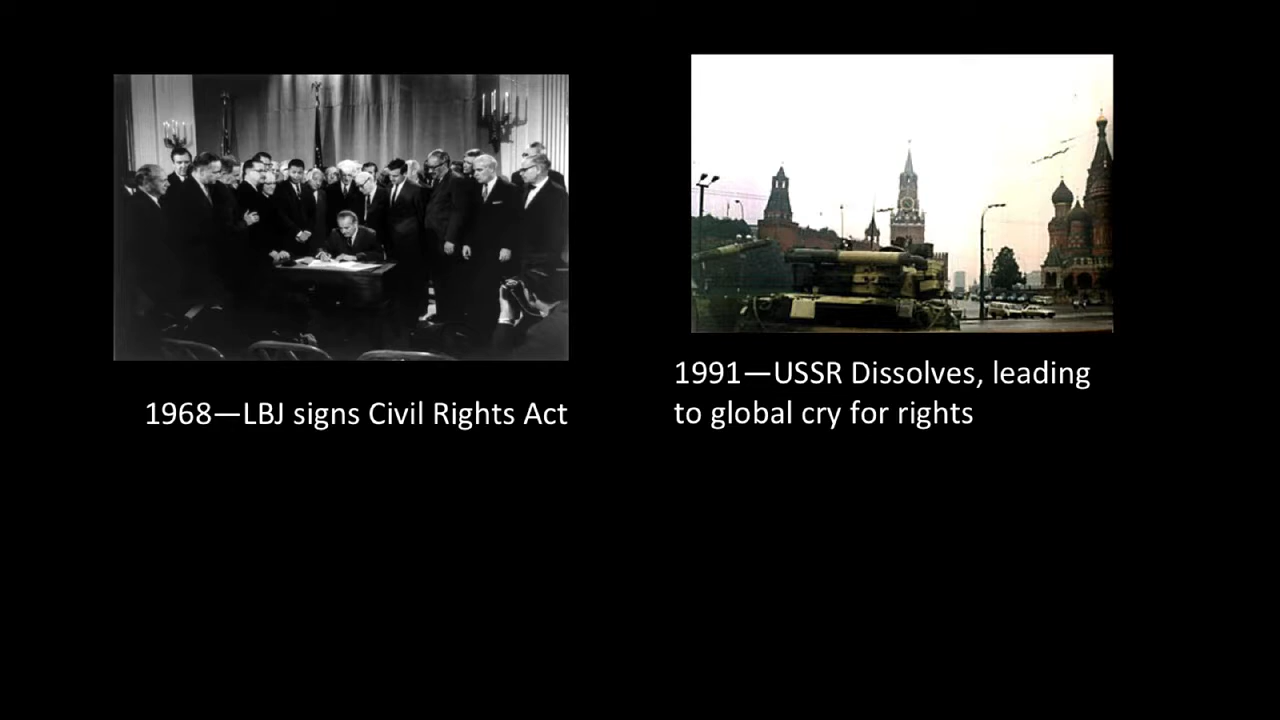 1968—LBJ signs Civil Rights Act
1991—USSR Dissolves, leading
to global cry for rights